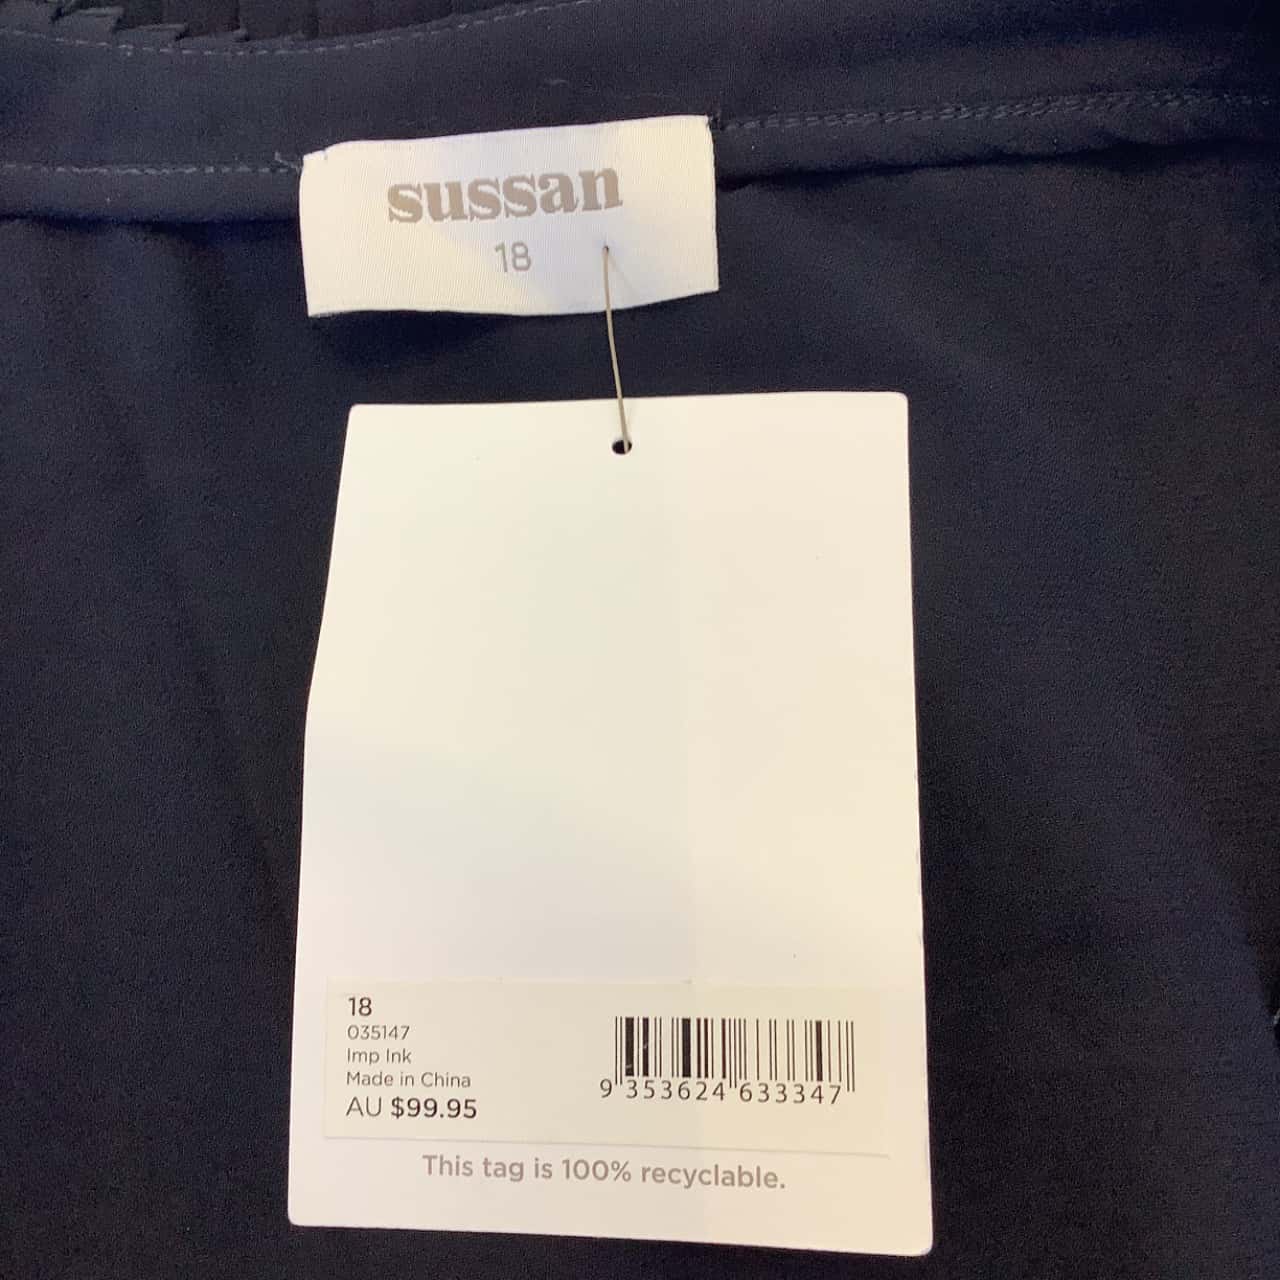 sussan
18
18
035147
Imp Ink
Made in China
AU $99.95
9 353624 633347
This tag is 100% recyclable.